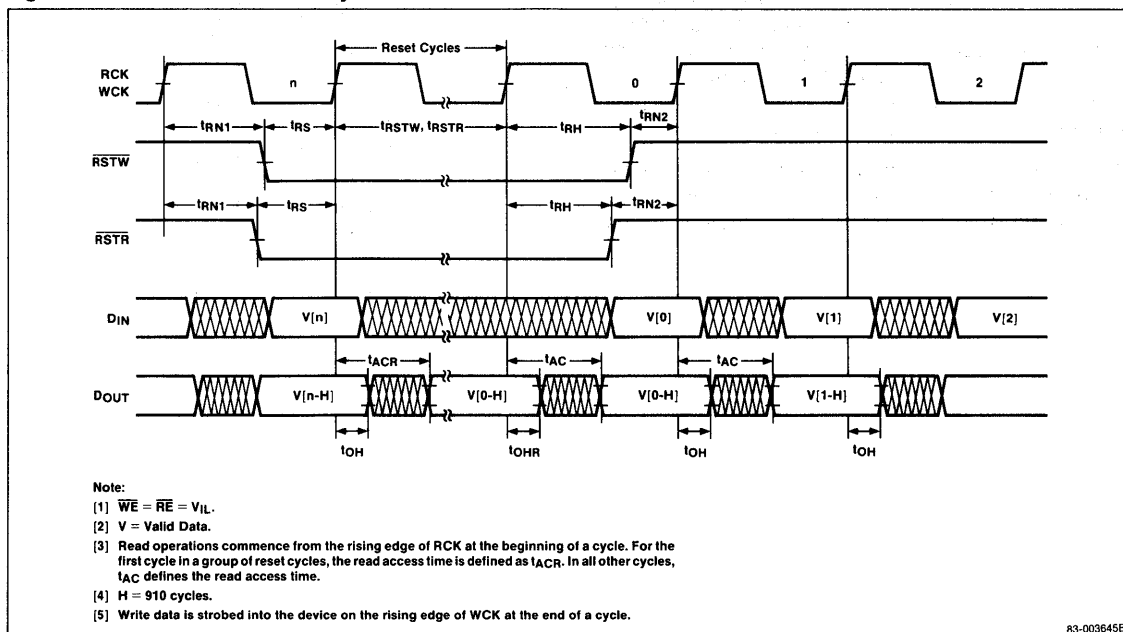 Reset Cycles
RCK
WCK
n
0
1
2
tRN1
tRS
tRSTW, tRSTR
tRH
tRN2
RSTW
tRN1
tRS
tRH
tRN2
RSTR
DIN
V[n]
V[0]
V[1]
V[2]
tACR
tAC
tAC
DOUT
V[n-H]
V[0-H]
V[0-H]
V[1-H]
tOH
tOHR
tOH
tOH
Note:
[1] WE = RE = VIL.
[2] V = Valid Data.
[3] Read operations commence from the rising edge of RCK at the beginning of a cycle. For the
first cycle in a group of reset cycles, the read access time is defined as tACR. In all other cycles,
tAC defines the read access time.
[4] H = 910 cycles.
[5] Write data is strobed into the device on the rising edge of WCK at the end of a cycle.
83-003645B